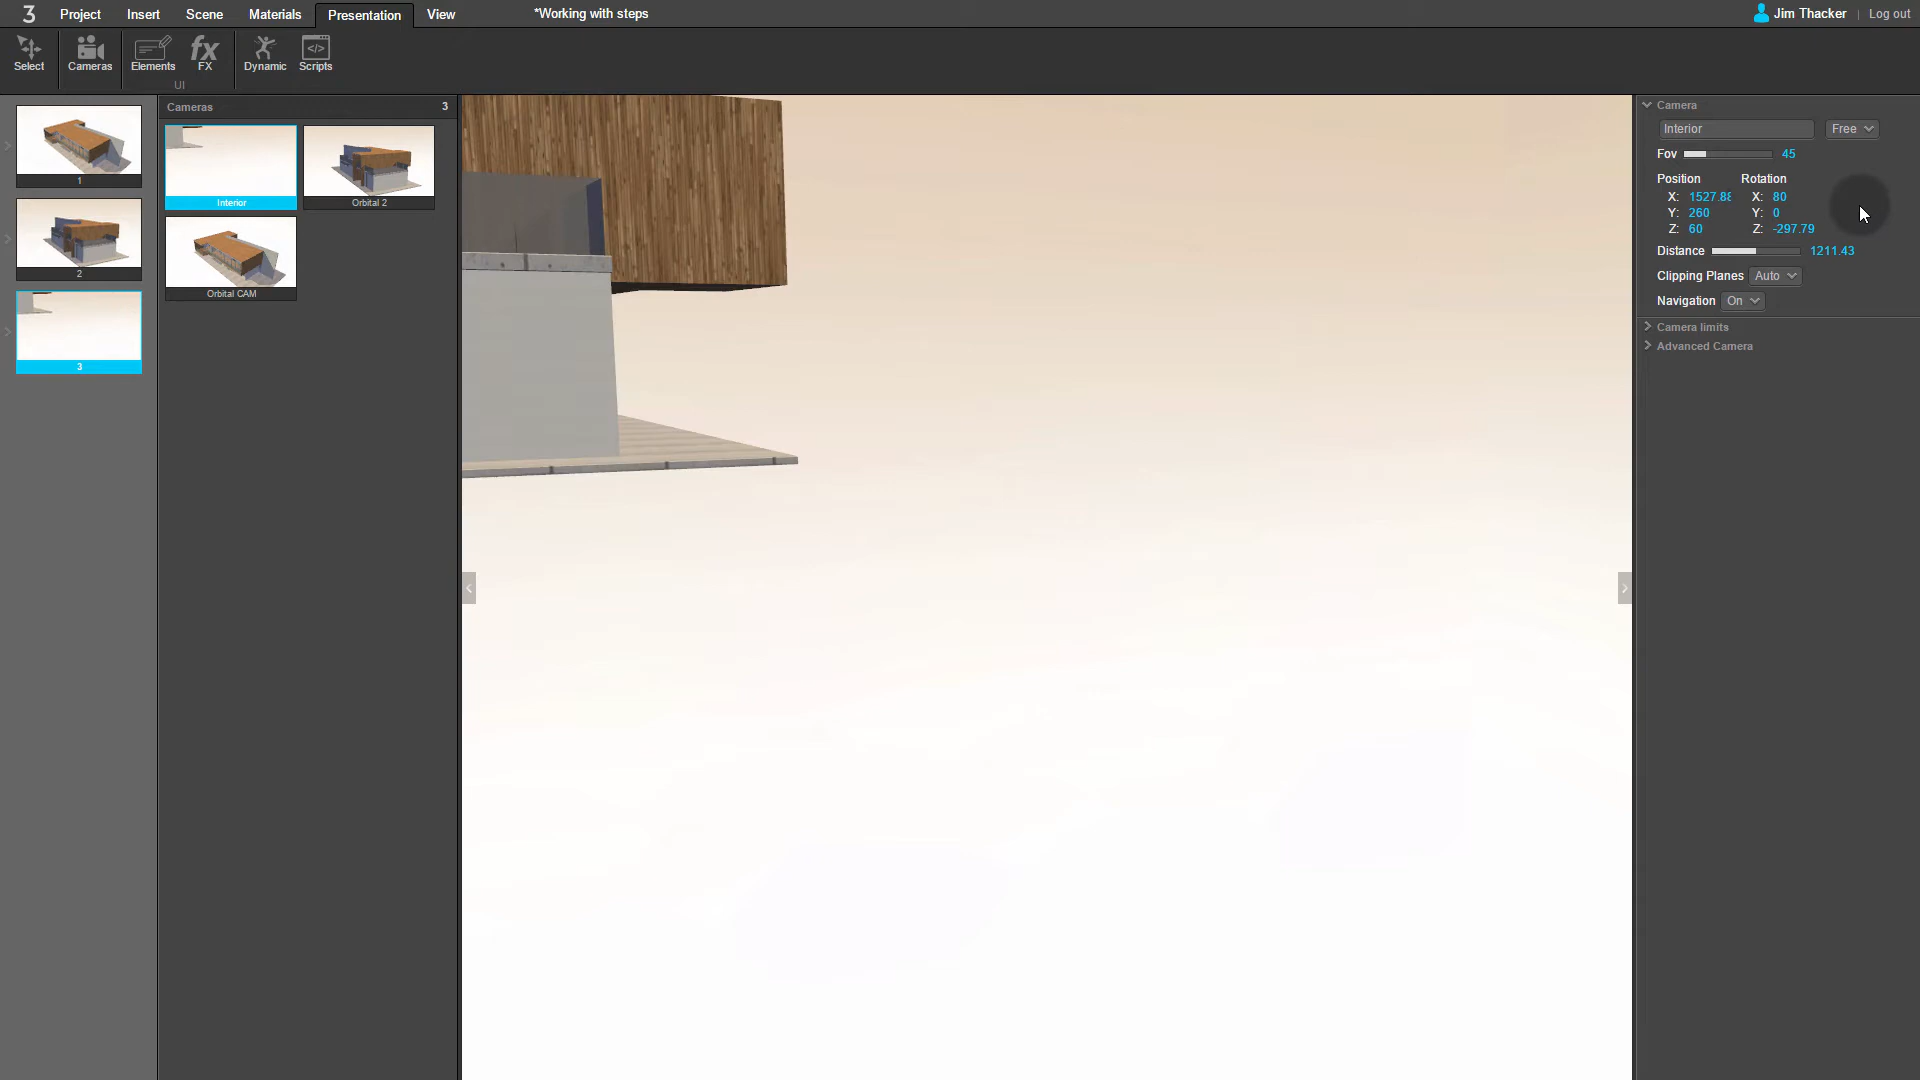 3 Project Insert Scene Materials Presentation View *Working with steps Jim Thacker | Log out
Select Cameras Elements fx FX Dynamic </> Scripts
UI
Cameras 3
1
2
3
Interior Orbital 2
Orbital CAM
Camera
Interior Free
Fov 45
Position Rotation
X: 1527.88 X: 80
Y: 260 Y: 0
Z: 60 Z: -297.79
Distance 1211.43
Clipping Planes Auto
Navigation On
Camera limits
Advanced Camera